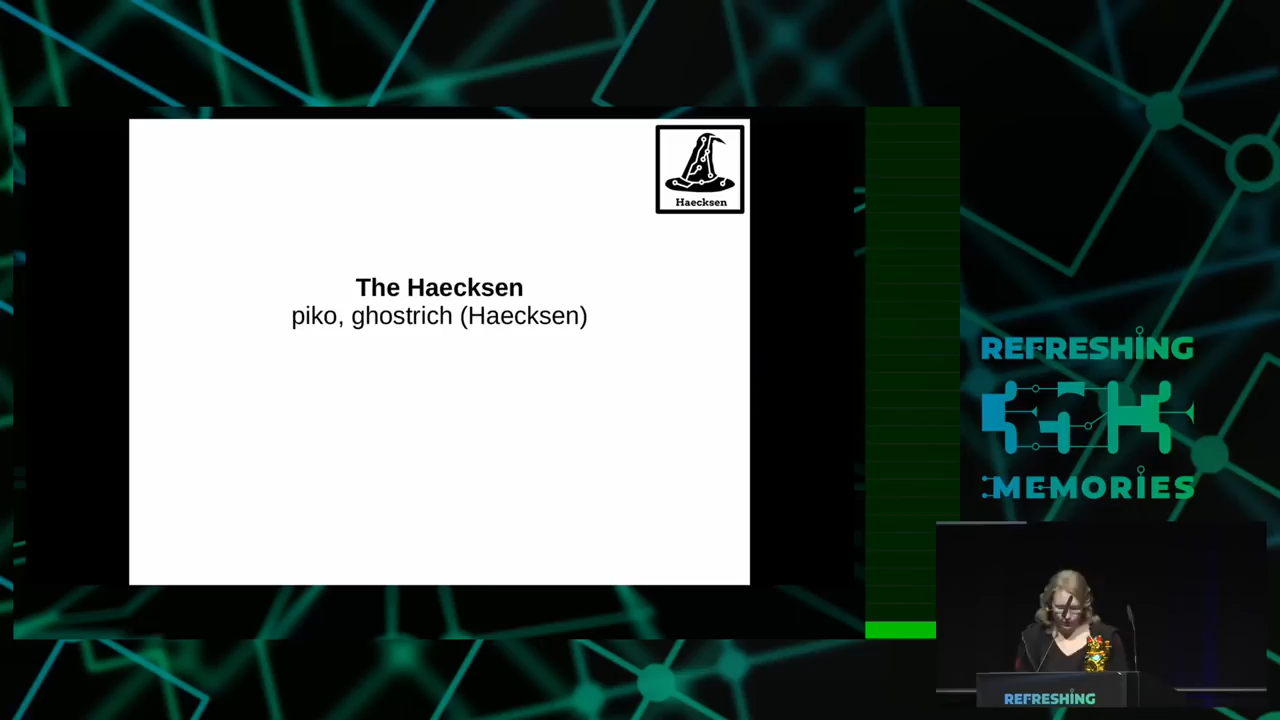 Haecksen
The Haecksen
piko, ghostrich (Haecksen)
REFRESHING
MEMORIES
REFRESHING